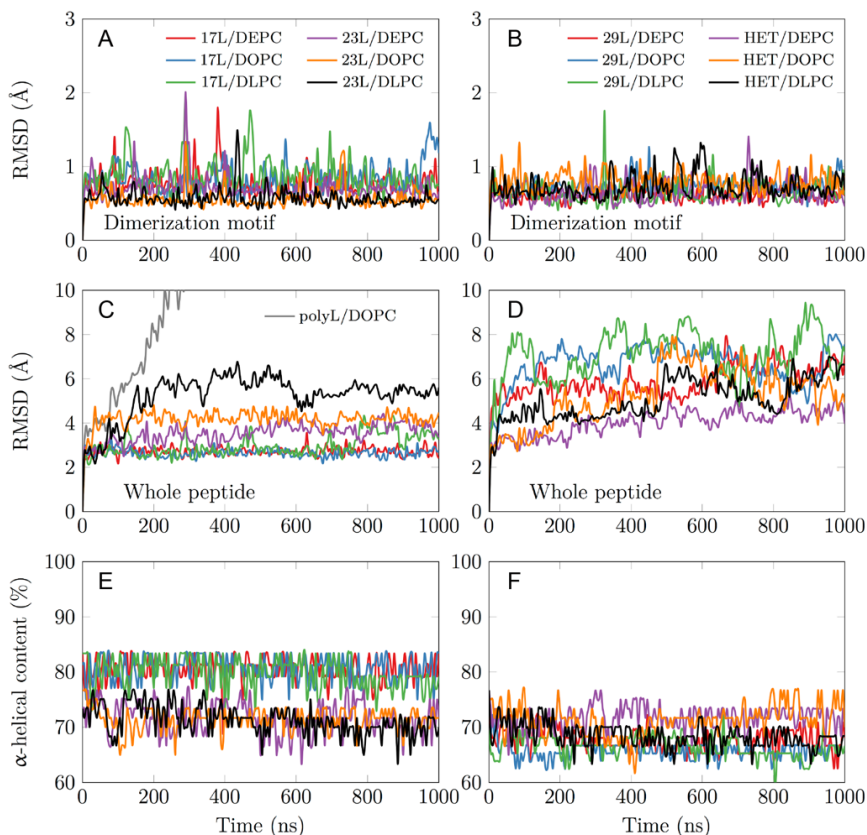 A
17L/DEPC 23L/DEPC
17L/DOPC 23L/DOPC
17L/DLPC 23L/DLPC
RMSD (Å)
3
2
1
0
Dimerization motif
0 200 400 600 800 1000
B
29L/DEPC HET/DEPC
29L/DOPC HET/DOPC
29L/DLPC HET/DLPC
3
2
1
0
Dimerization motif
0 200 400 600 800 1000
C
polyL/DOPC
RMSD (Å)
10
8
6
4
2
0
Whole peptide
0 200 400 600 800 1000
D
10
8
6
4
2
0
Whole peptide
0 200 400 600 800 1000
E
α-helical content (%)
100
90
80
70
60
0 200 400 600 800 1000
Time (ns)
F
100
90
80
70
60
0 200 400 600 800 1000
Time (ns)